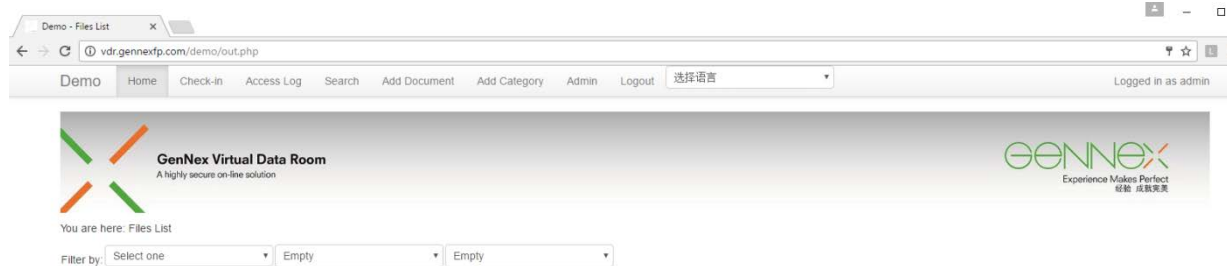 Demo - Files List
vdr.gennexfp.com/demo/out.php
Demo Home Check-in Access Log Search Add Document Add Category Admin Logout 选择语言 Logged in as admin
GenNex Virtual Data Room
A highly secure on-line solution
GENNEX
Experience Makes Perfect
经验 成就完美
You are here: Files List
Filter by: Select one Empty Empty